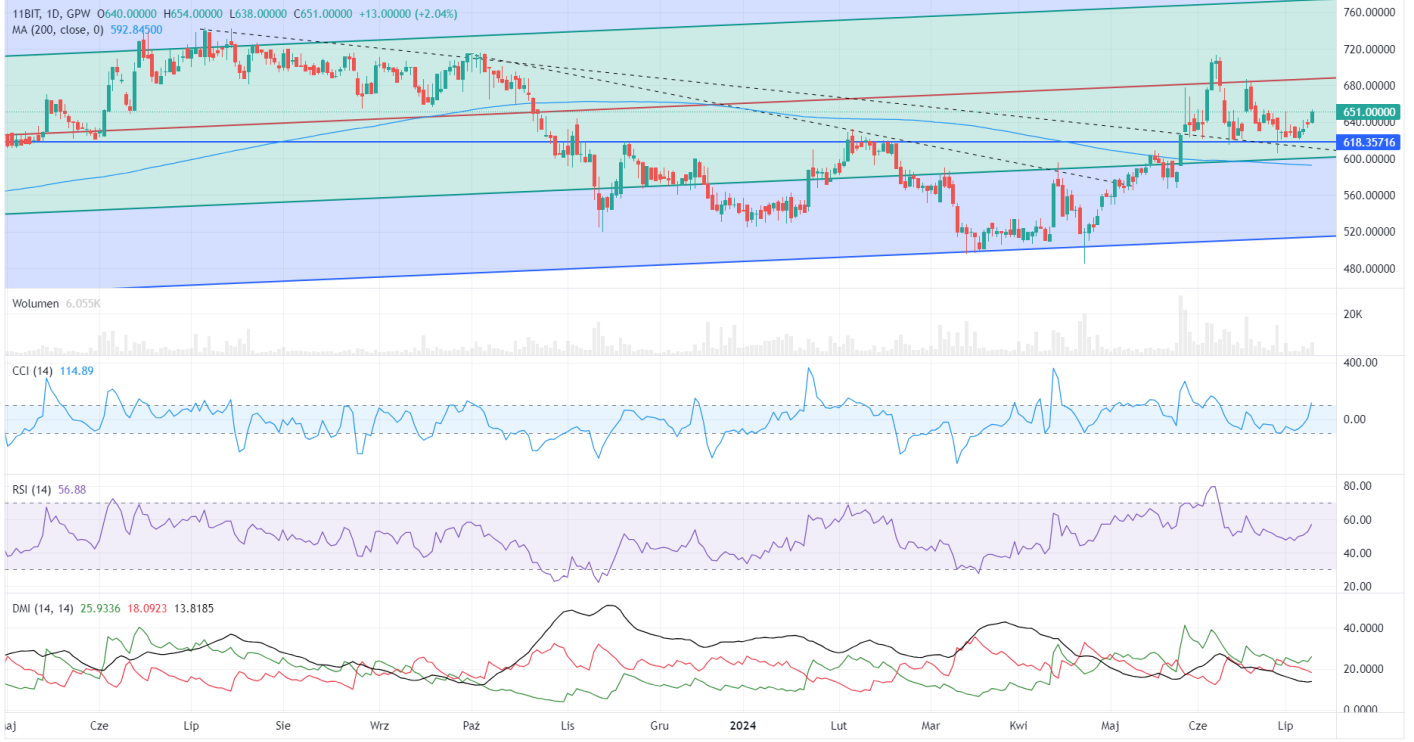 11BIT, 1D, GPW O640.00000 H654.00000 L638.00000 C651.00000 +13.00000 (+2.04%)
MA (200, close, 0) 592.84500
760.00000
720.00000
680.00000
651.00000
640.00000
618.35716
600.00000
560.00000
520.00000
480.00000
Wolumen 6.055K
20K
CCI (14) 114.89
400.00
0.00
RSI (14) 56.88
80.00
60.00
40.00
20.00
DMI (14, 14) 25.9336 18.0923 13.8185
40.0000
20.0000
0.0000
aj Cze Lip Sie Wrz Paź Lis Gru 2024 Lut Mar Kwi Maj Cze Lip